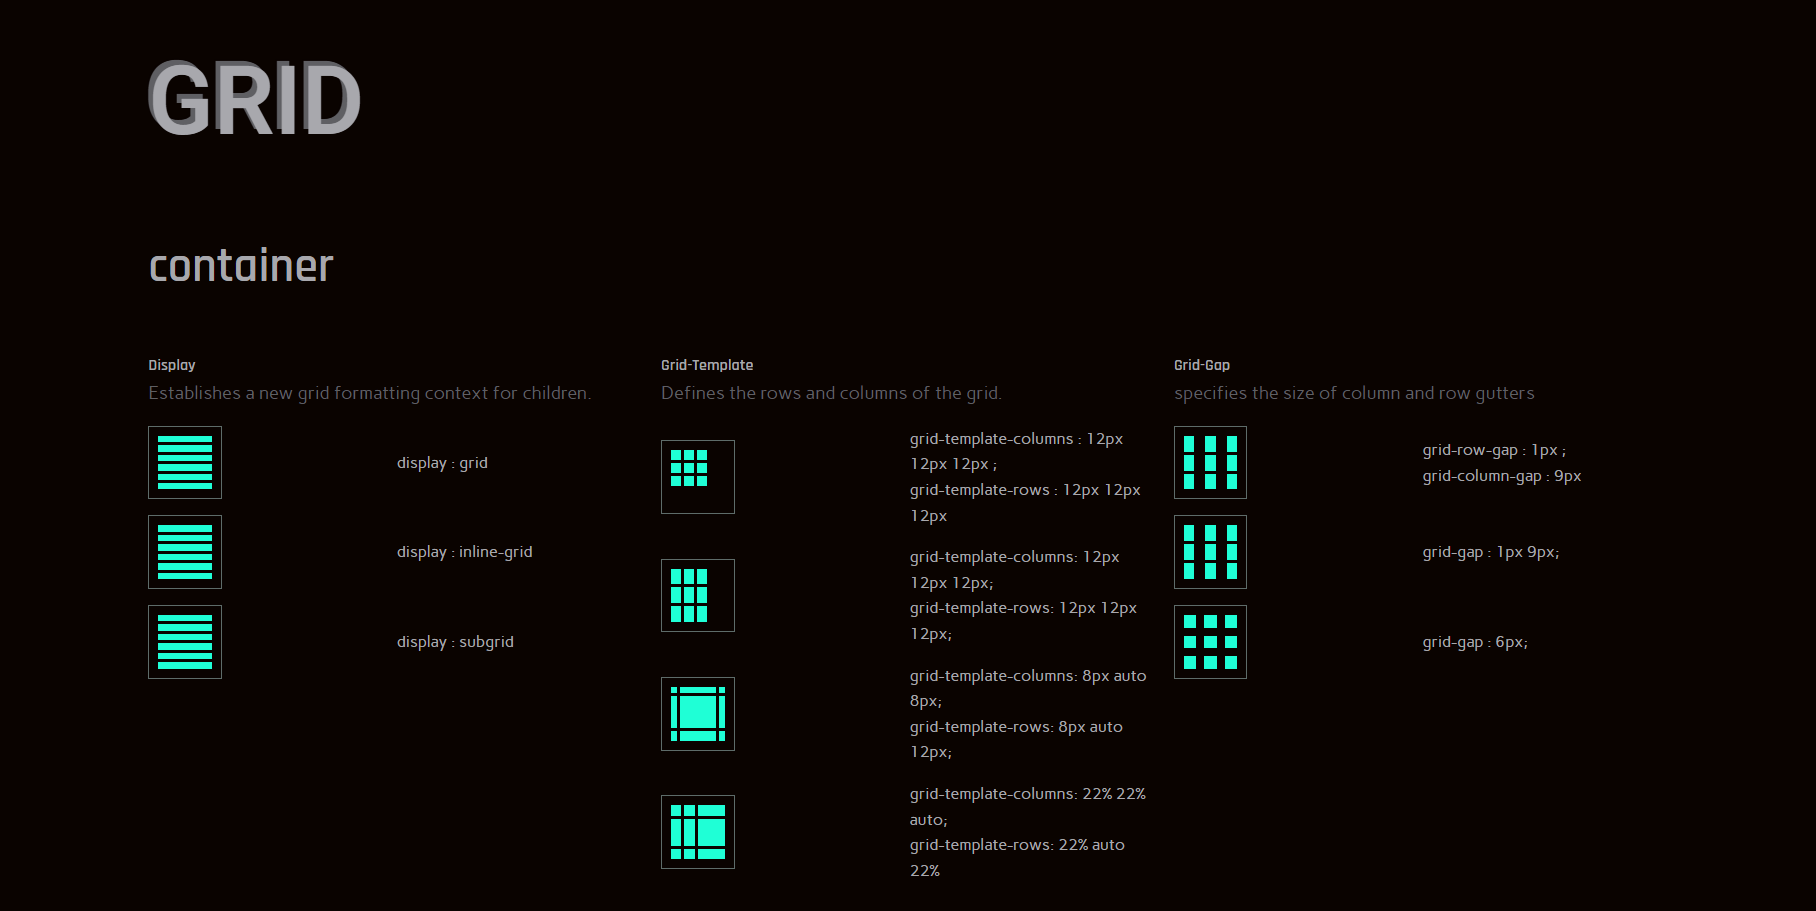 GRID
container
Display
Establishes a new grid formatting context for children.
display : grid
display : inline-grid
display : subgrid
Grid-Template
Defines the rows and columns of the grid.
grid-template-columns : 12px
12px 12px ;
grid-template-rows : 12px 12px
12px
grid-template-columns: 12px
12px 12px;
grid-template-rows: 12px 12px
12px;
grid-template-columns: 8px auto
8px;
grid-template-rows: 8px auto
12px;
grid-template-columns: 22% 22%
auto;
grid-template-rows: 22% auto
22%
Grid-Gap
specifies the size of column and row gutters
grid-row-gap : 1px ;
grid-column-gap : 9px
grid-gap : 1px 9px;
grid-gap : 6px;